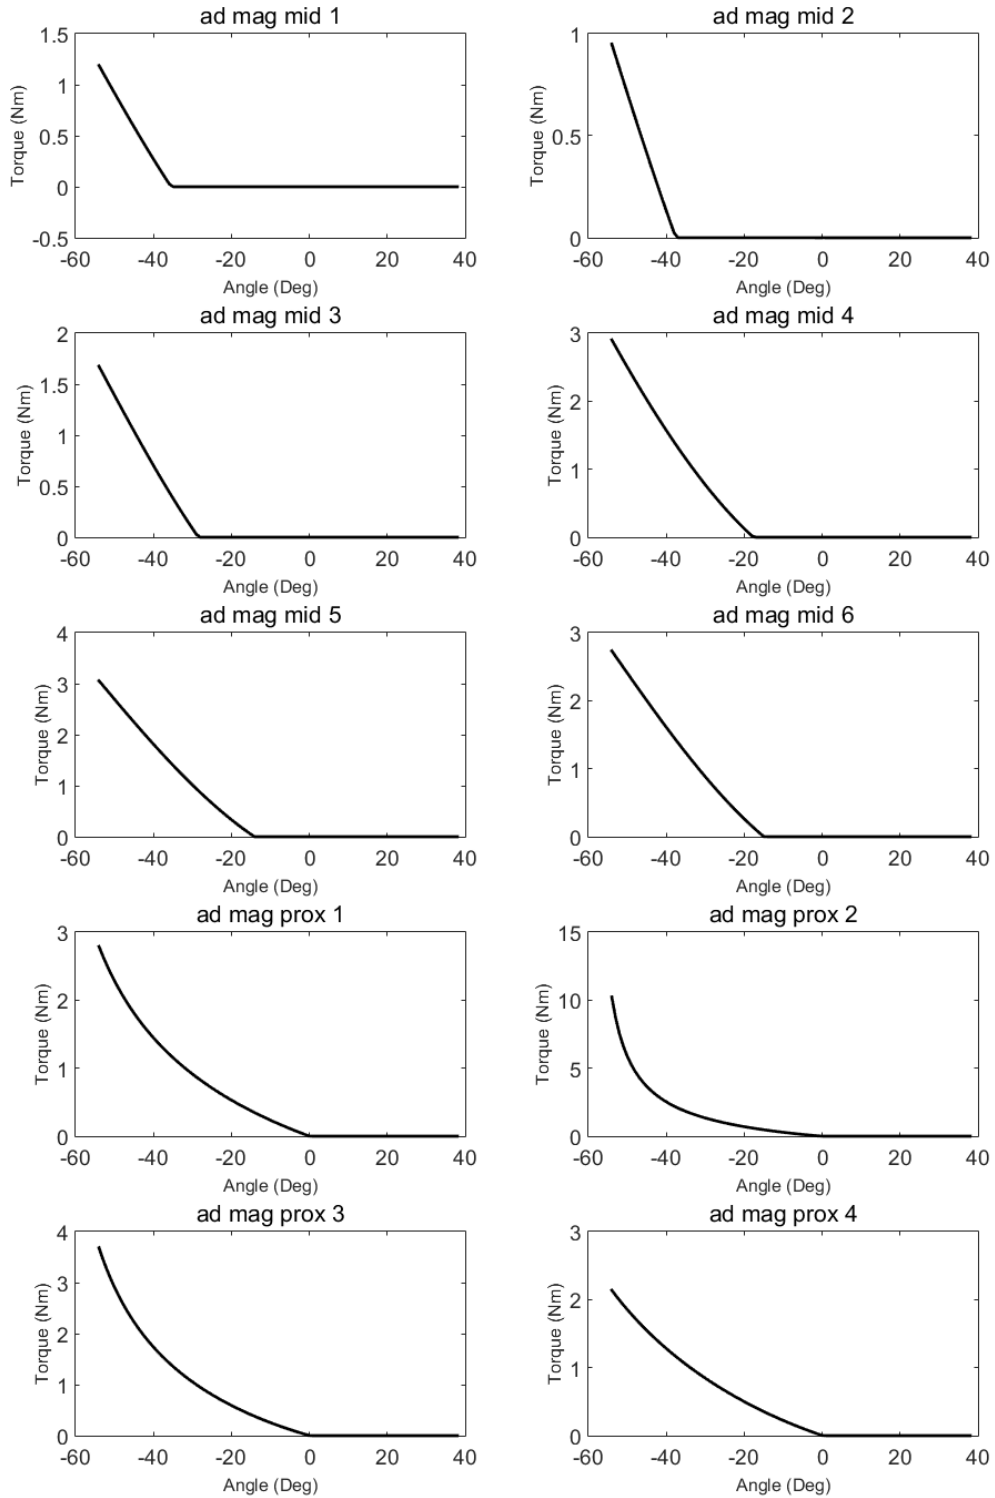 ad mag mid 1
1.5
1
0.5
0
-0.5
Torque (Nm)
-60 -40 -20 0 20 40
Angle (Deg)
ad mag mid 2
1
0.5
0
Torque (Nm)
-60 -40 -20 0 20 40
Angle (Deg)
ad mag mid 3
2
1.5
1
0.5
0
Torque (Nm)
-60 -40 -20 0 20 40
Angle (Deg)
ad mag mid 4
3
2
1
0
Torque (Nm)
-60 -40 -20 0 20 40
Angle (Deg)
ad mag mid 5
4
3
2
1
0
Torque (Nm)
-60 -40 -20 0 20 40
Angle (Deg)
ad mag mid 6
3
2
1
0
Torque (Nm)
-60 -40 -20 0 20 40
Angle (Deg)
ad mag prox 1
3
2
1
0
Torque (Nm)
-60 -40 -20 0 20 40
Angle (Deg)
ad mag prox 2
15
10
5
0
Torque (Nm)
-60 -40 -20 0 20 40
Angle (Deg)
ad mag prox 3
4
3
2
1
0
Torque (Nm)
-60 -40 -20 0 20 40
Angle (Deg)
ad mag prox 4
3
2
1
0
Torque (Nm)
-60 -40 -20 0 20 40
Angle (Deg)